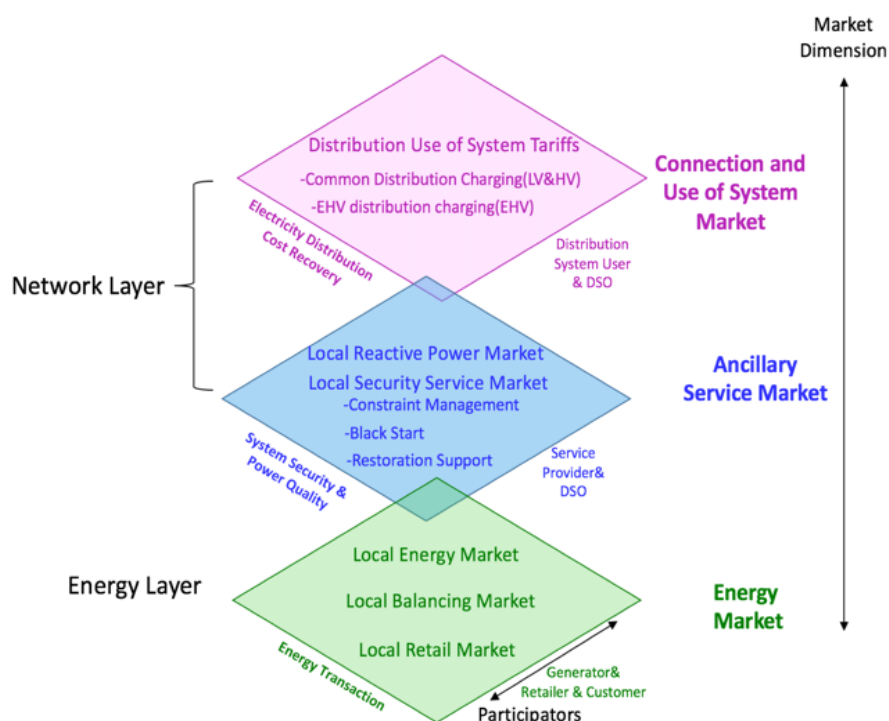 Market
Dimension
Distribution Use of System Tariffs
-Common Distribution Charging(LV&HV)
-EHV distribution charging(EHV)
Electricity Distribution
Cost Recovery
Distribution
System User
& DSO
Connection and
Use of System
Market
Network Layer
Local Reactive Power Market
Local Security Service Market
-Constraint Management
-Black Start
-Restoration Support
System Security &
Power Quality
Service
Provider&
DSO
Ancillary
Service Market
Energy Layer
Local Energy Market
Local Balancing Market
Local Retail Market
Energy Transaction
Generator&
Retailer & Customer
Participators
Energy
Market